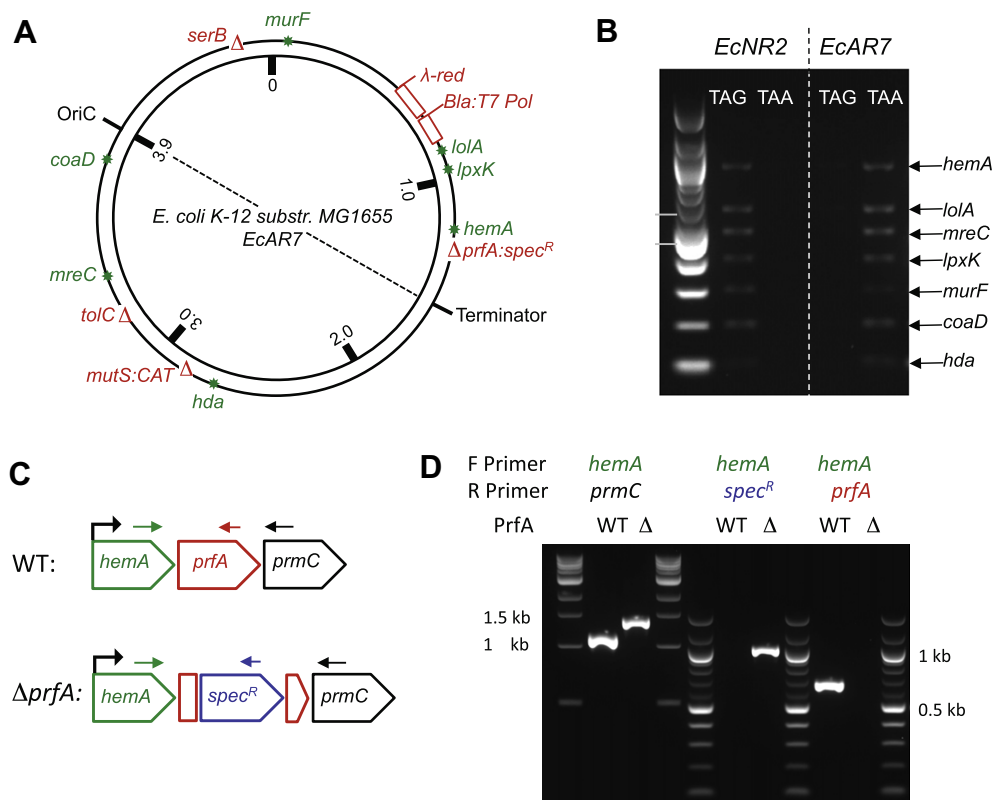 A
murF
serB Δ
λ-red
Bla:T7 Pol
0
OriC
3.9
coaD
lolA
lpxK
1.0
E. coli K-12 substr. MG1655
EcAR7
hemA
Δ prfA:specᴿ
mreC
tolC Δ
Terminator
3.0
2.0
mutS:CAT Δ
hda
B
EcNR2 EcAR7
TAG TAA TAG TAA
hemA
lolA
mreC
lpxK
murF
coaD
hda
C
WT:
hemA prfA prmC
ΔprfA:
hemA specᴿ prmC
D
F Primer hemA hemA hemA
R Primer prmC specᴿ prfA
PrfA WT Δ WT Δ WT Δ
1.5 kb
1 kb
1 kb
0.5 kb